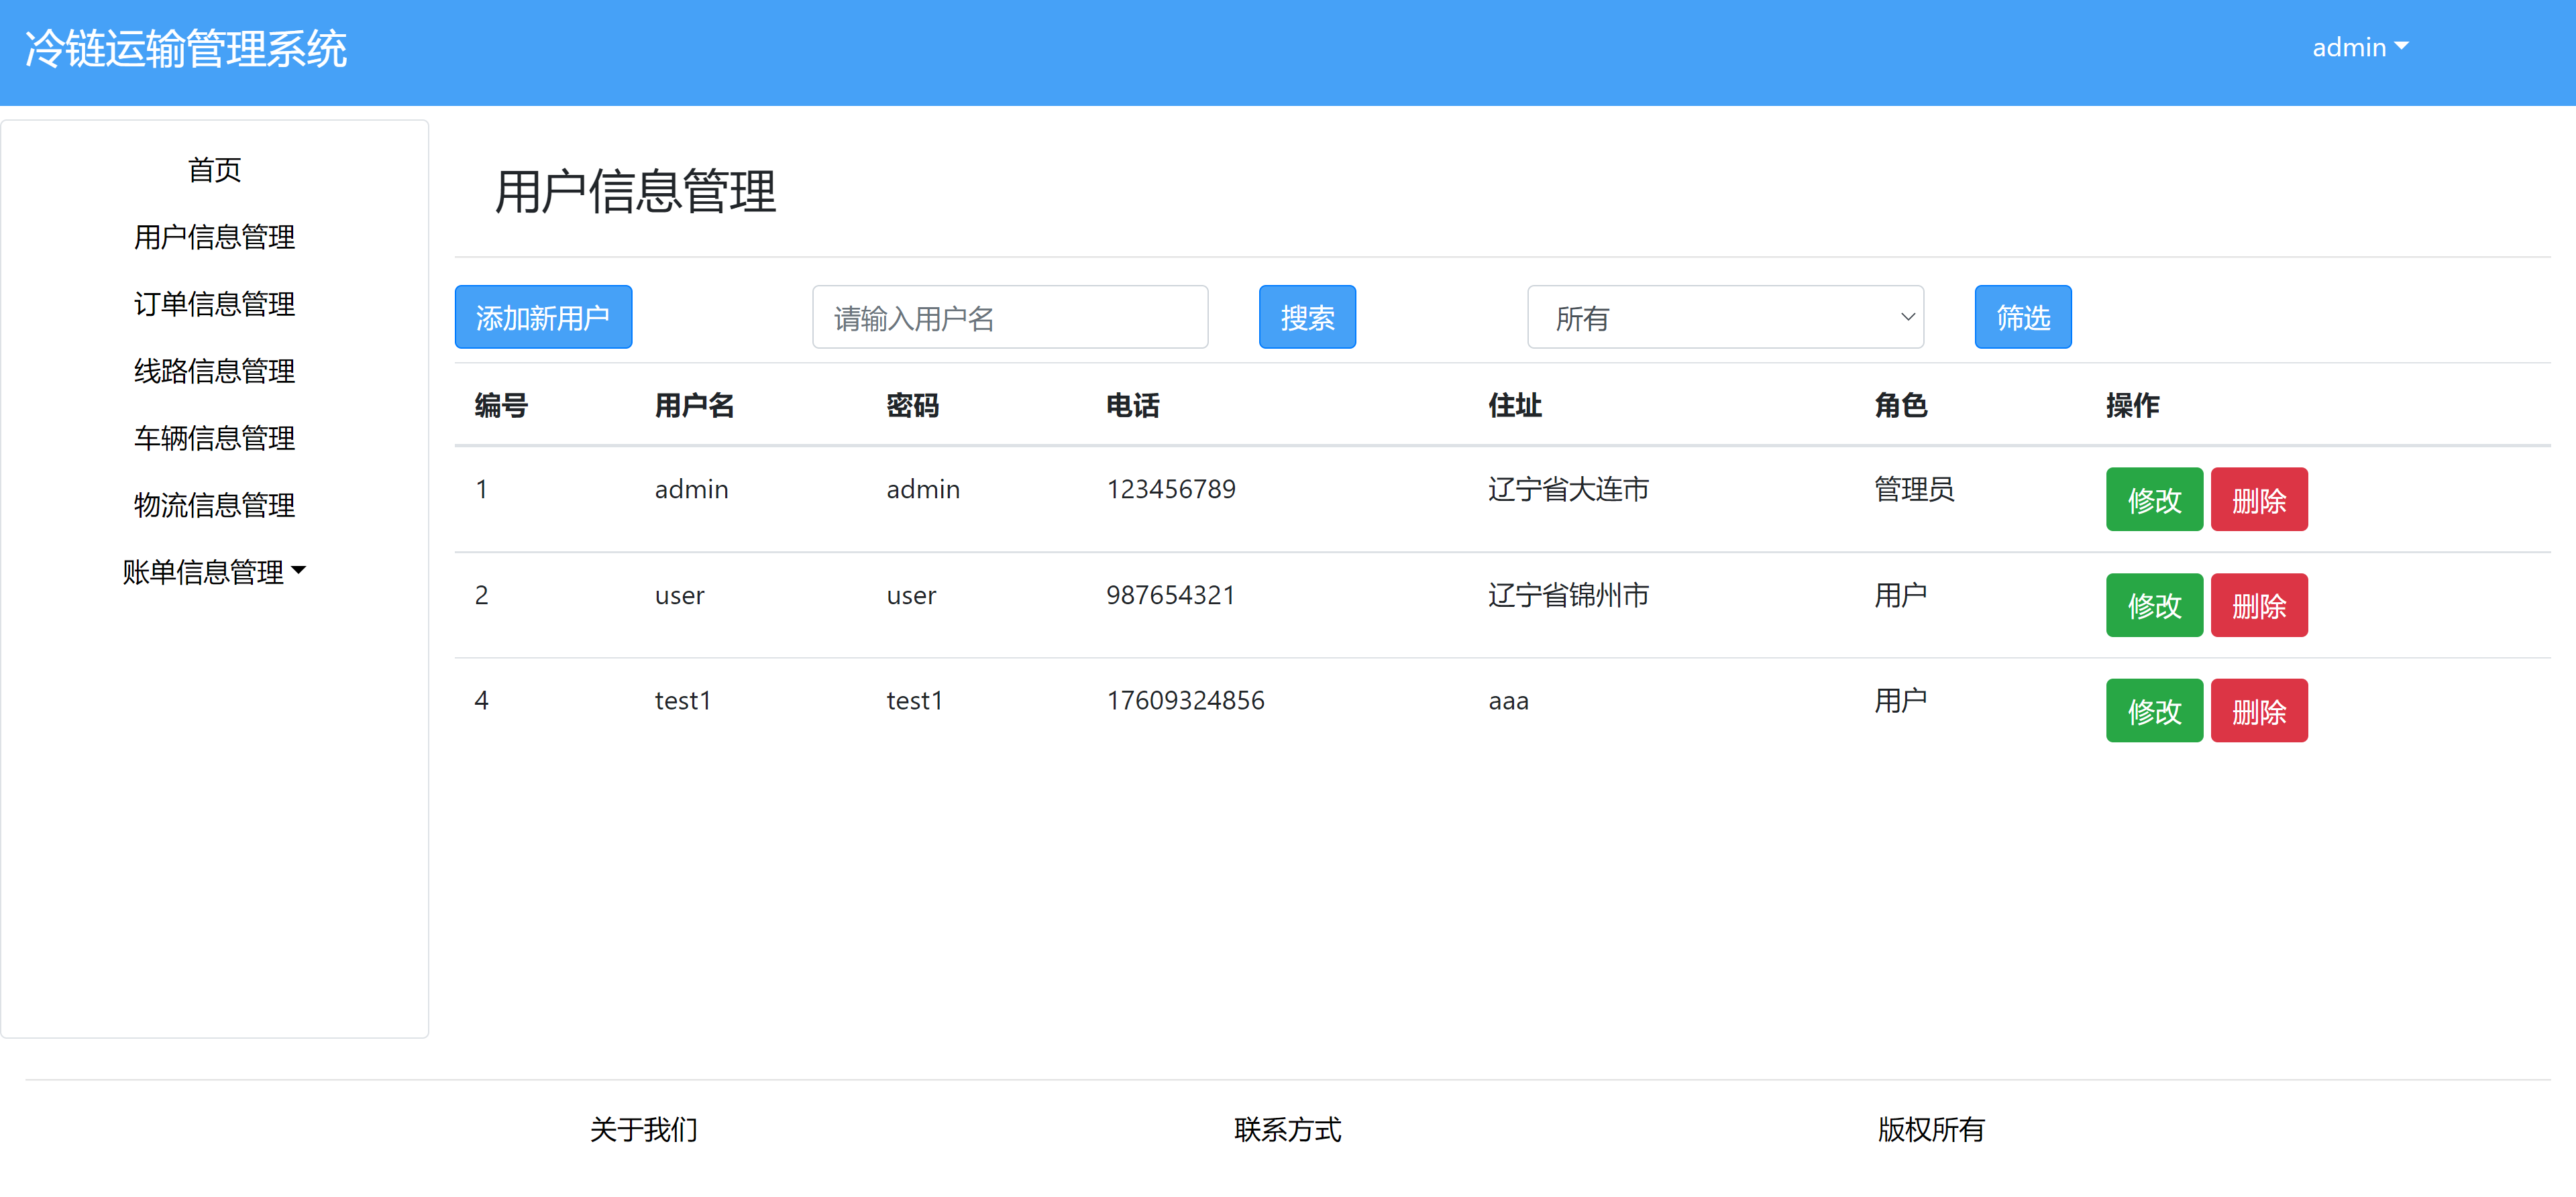 冷链运输管理系统 admin
首页
用户信息管理
订单信息管理
线路信息管理
车辆信息管理
物流信息管理
账单信息管理
用户信息管理
添加新用户 请输入用户名 搜索 所有 筛选
编号 用户名 密码 电话 住址 角色 操作
1 admin admin 123456789 辽宁省大连市 管理员 修改 删除
2 user user 987654321 辽宁省锦州市 用户 修改 删除
4 test1 test1 17609324856 aaa 用户 修改 删除
关于我们 联系方式 版权所有